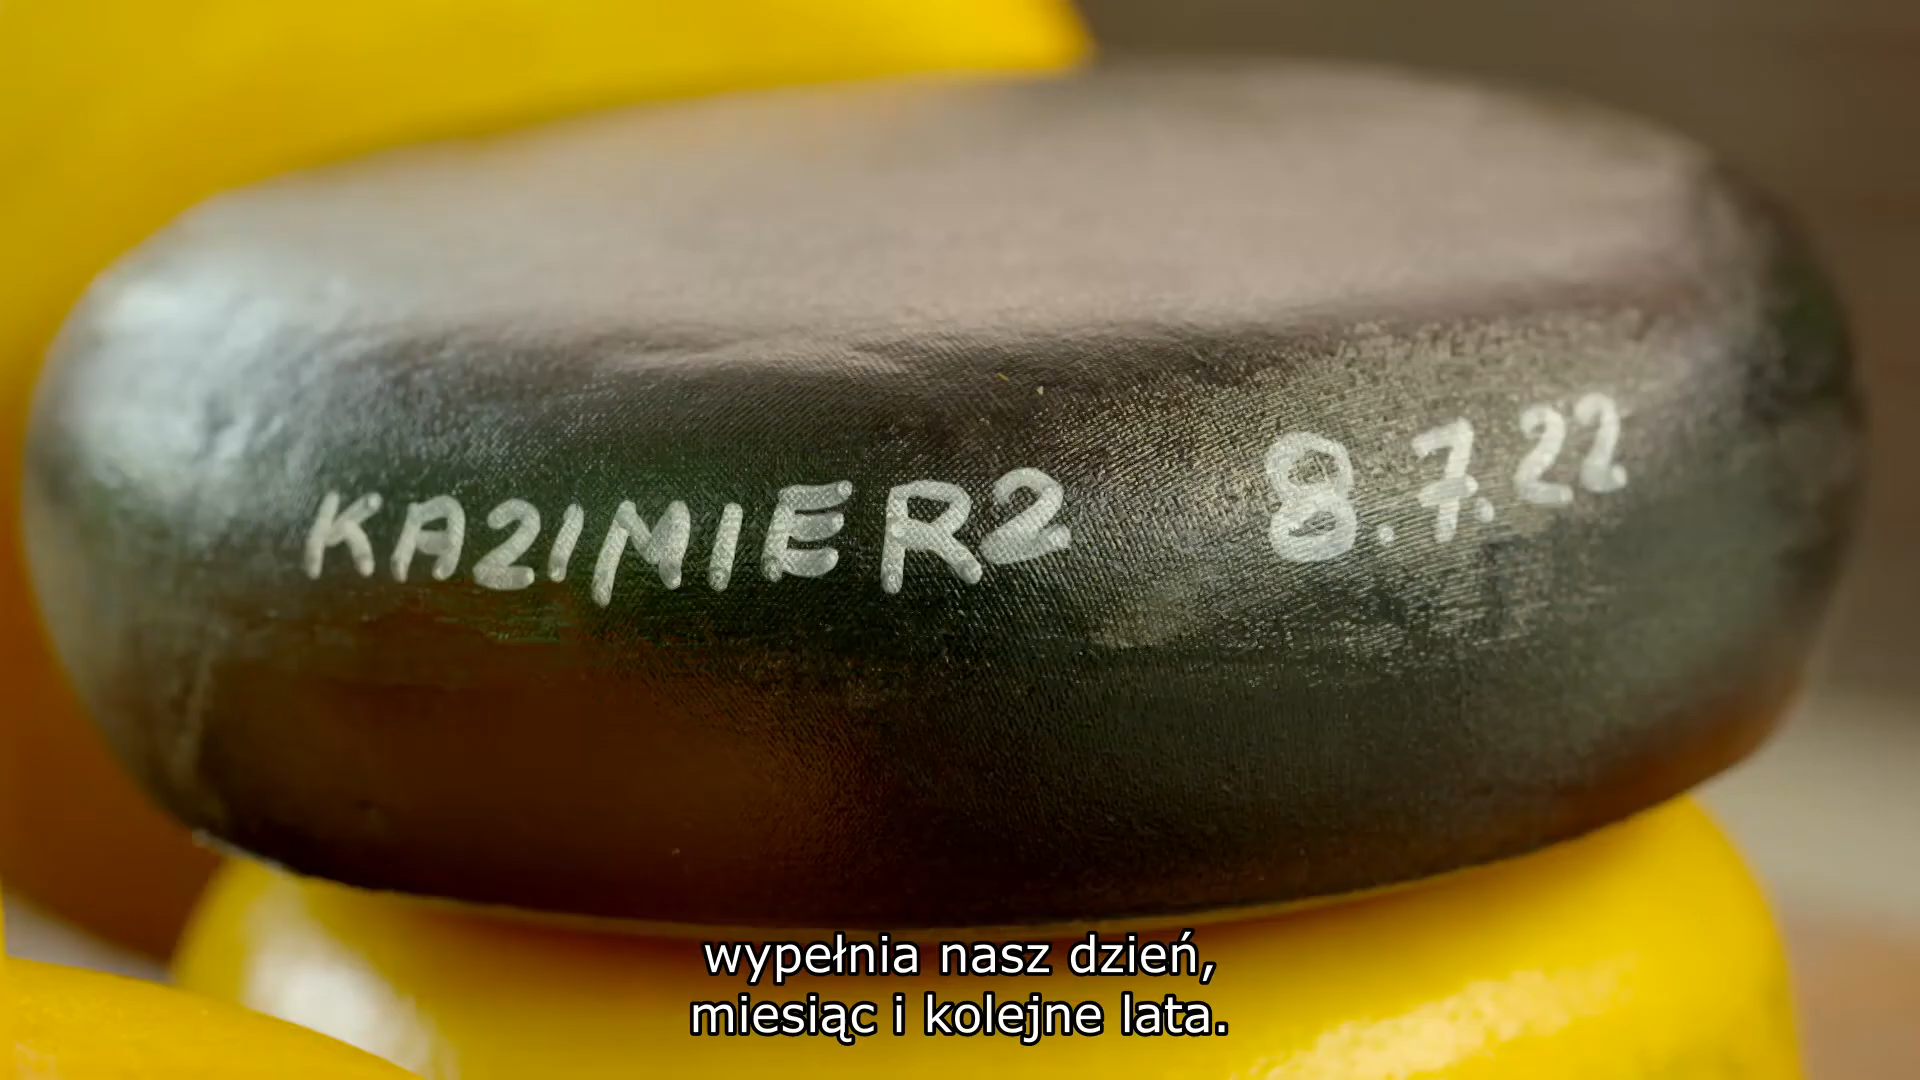 KAZIMIERZ 8.7.22
wypełnia nasz dzień,
miesiąc i kolejne lata.